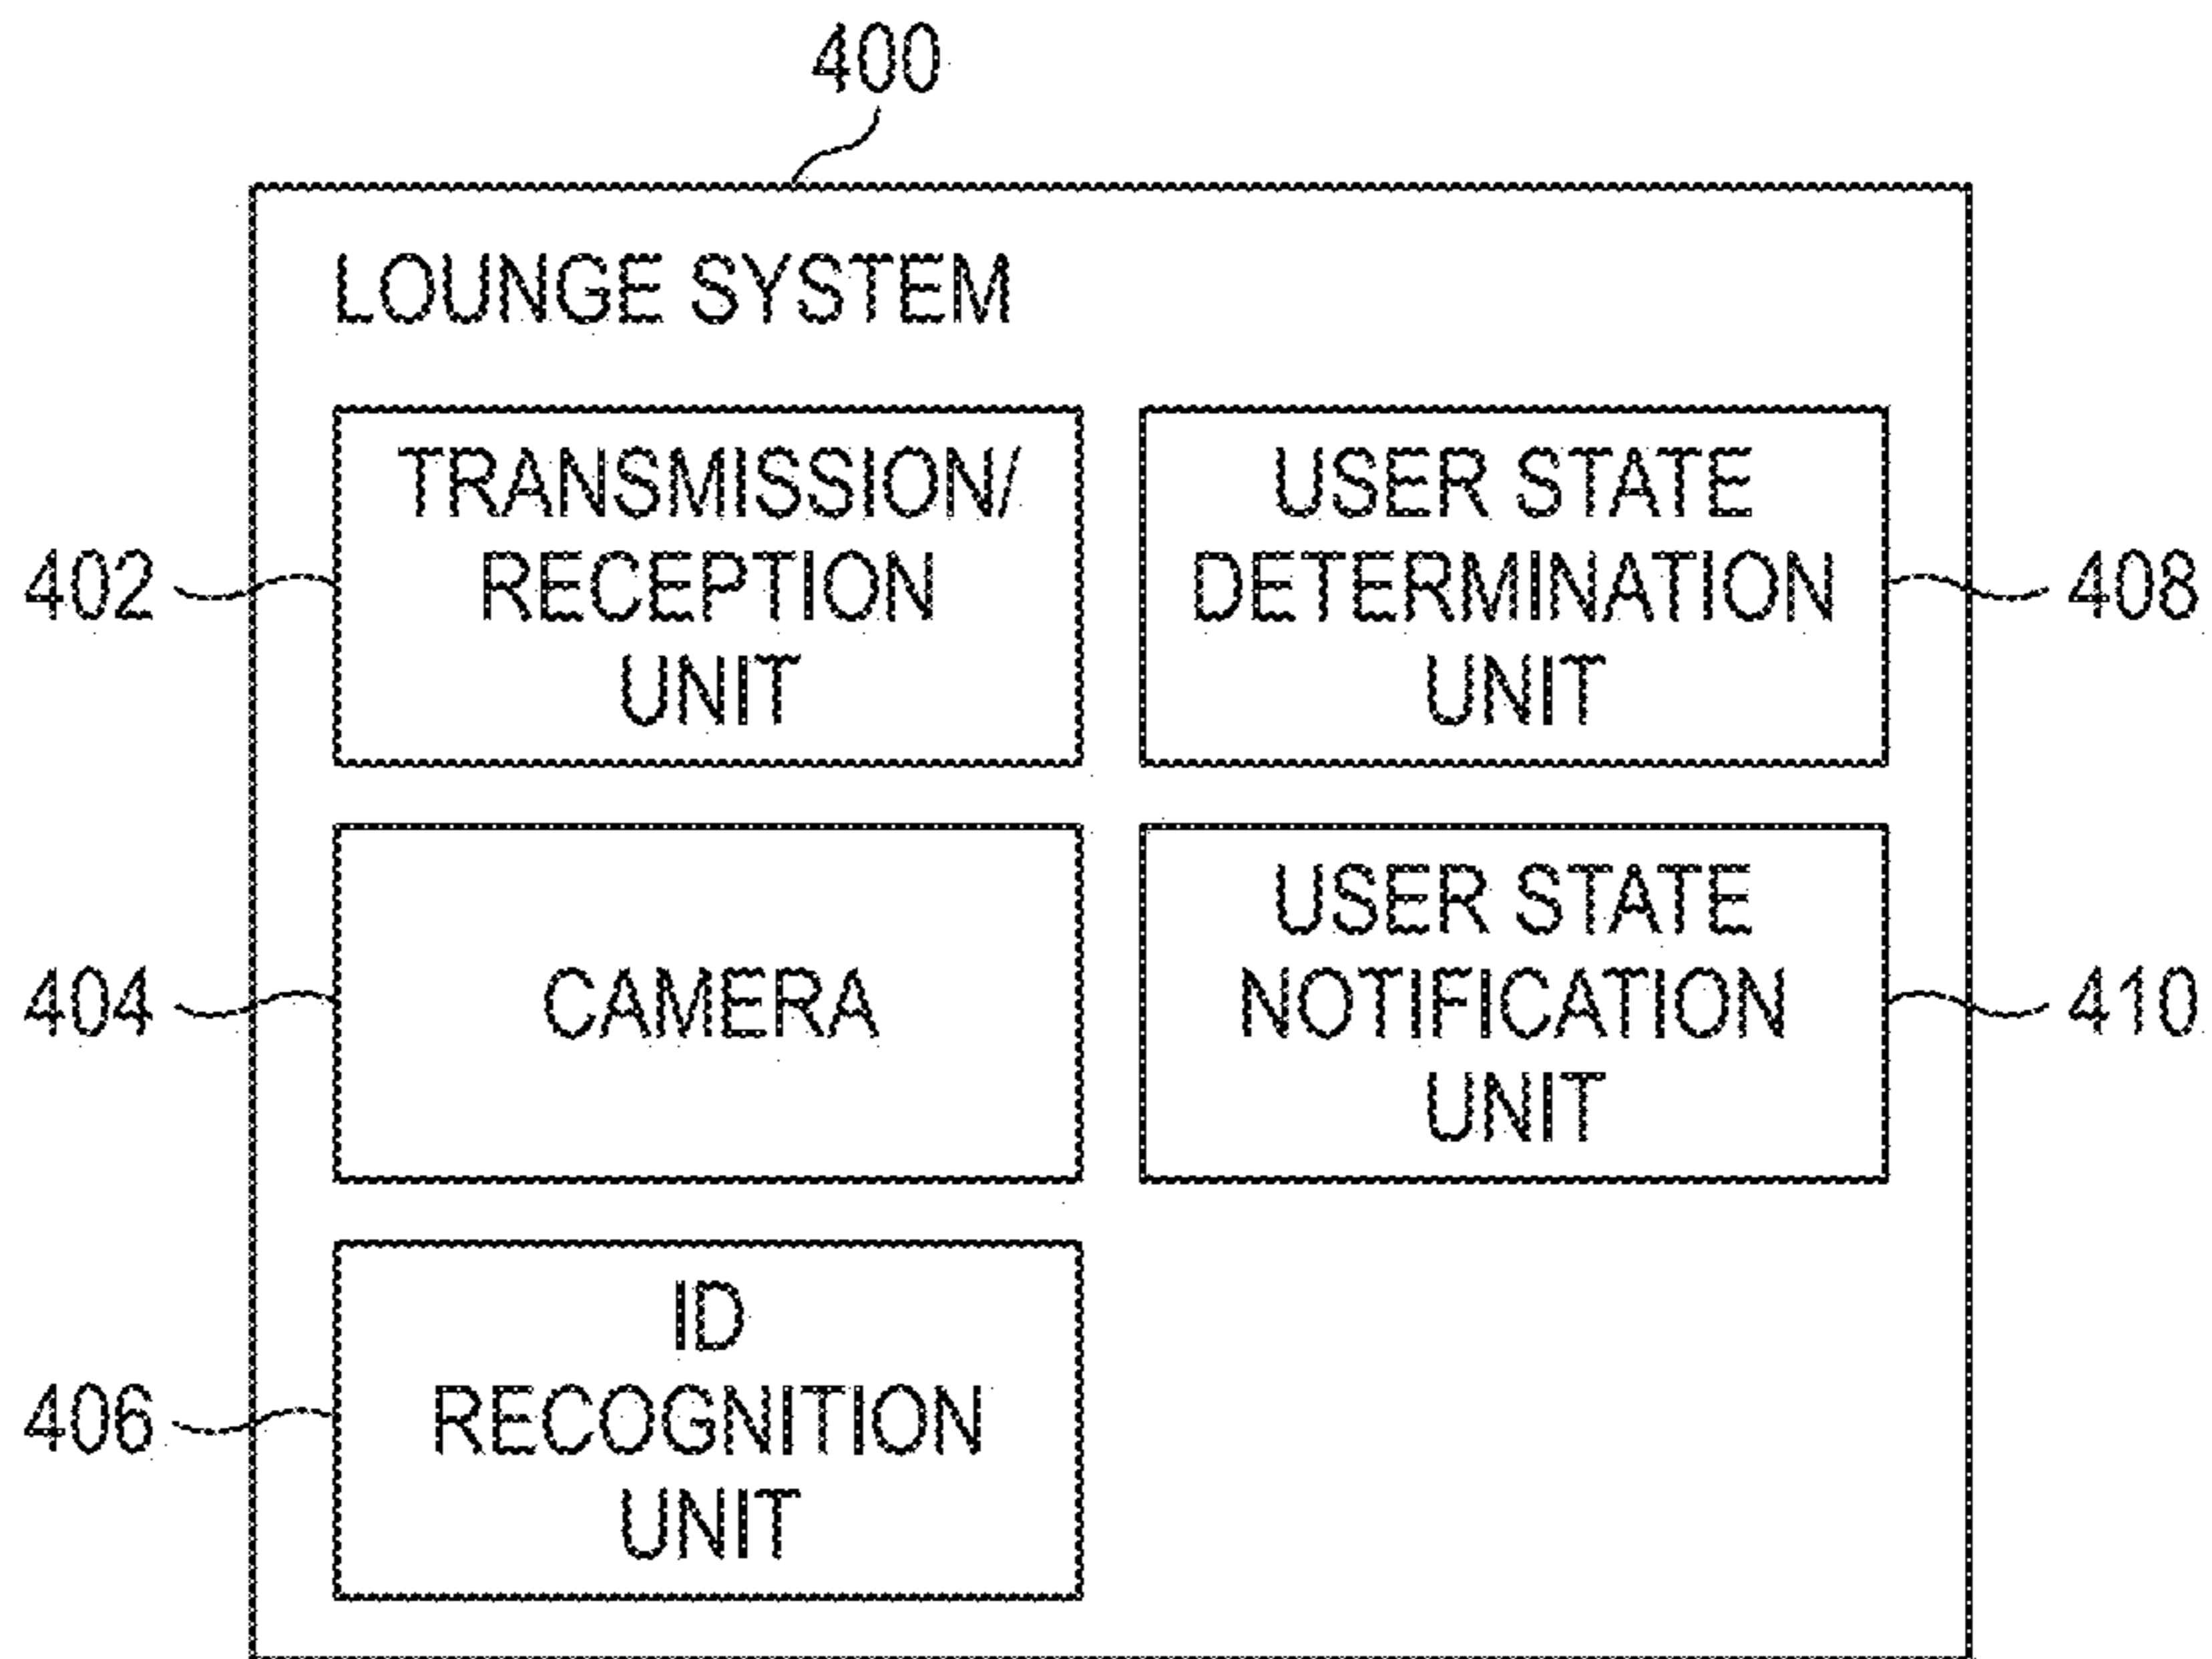 400
LOUNGE SYSTEM
402
TRANSMISSION/
RECEPTION
UNIT
USER STATE
DETERMINATION
UNIT
408
404
CAMERA
USER STATE
NOTIFICATION
UNIT
410
406
ID
RECOGNITION
UNIT